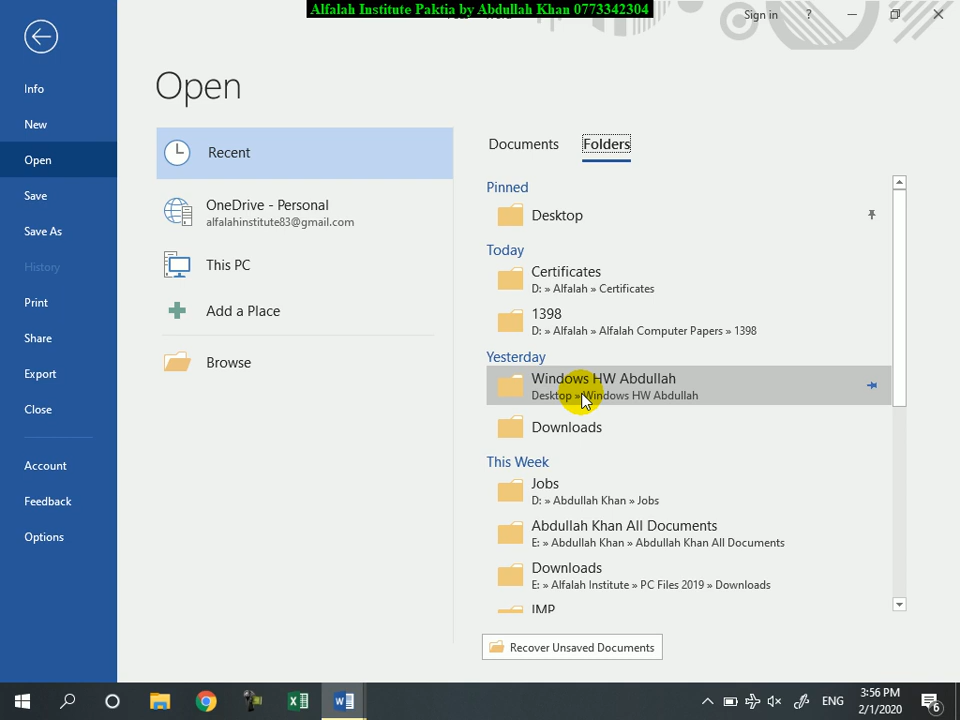 Alfalah Institute Paktia by Abdullah Khan 0773342304
Sign in
?
Info
New
Open
Save
Save As
History
Print
Share
Export
Close
Account
Feedback
Options
Open
Recent
OneDrive - Personal
alfalahinstitute83@gmail.com
This PC
Add a Place
Browse
Documents
Folders
Pinned
Desktop
Today
Certificates
D: » Alfalah » Certificates
1398
D: » Alfalah » Alfalah Computer Papers » 1398
Yesterday
Windows HW Abdullah
Desktop » Windows HW Abdullah
Downloads
This Week
Jobs
D: » Abdullah Khan » Jobs
Abdullah Khan All Documents
E: » Abdullah Khan » Abdullah Khan All Documents
Downloads
E: » Alfalah Institute » PC Files 2019 » Downloads
IMP
Recover Unsaved Documents
ENG
3:56 PM
2/1/2020
6